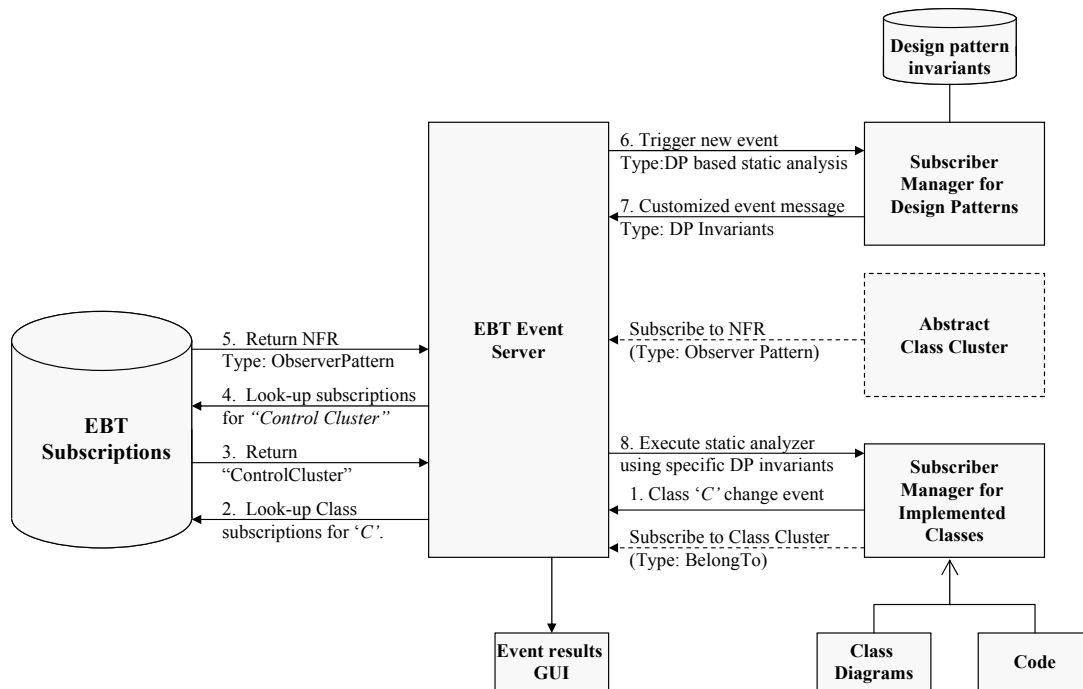 Design pattern
invariants
6. Trigger new event
Type:DP based static analysis
7. Customized event message
Type: DP Invariants
Subscriber
Manager for
Design Patterns
EBT Event
Server
Subscribe to NFR
(Type: Observer Pattern)
Abstract
Class Cluster
5. Return NFR
Type: ObserverPattern
4. Look-up subscriptions
for “Control Cluster”
3. Return
“ControlCluster”
2. Look-up Class
subscriptions for ‘C’.
EBT
Subscriptions
8. Execute static analyzer
using specific DP invariants
1. Class ‘C’ change event
Subscribe to Class Cluster
(Type: BelongTo)
Subscriber
Manager for
Implemented
Classes
Event results
GUI
Class
Diagrams
Code